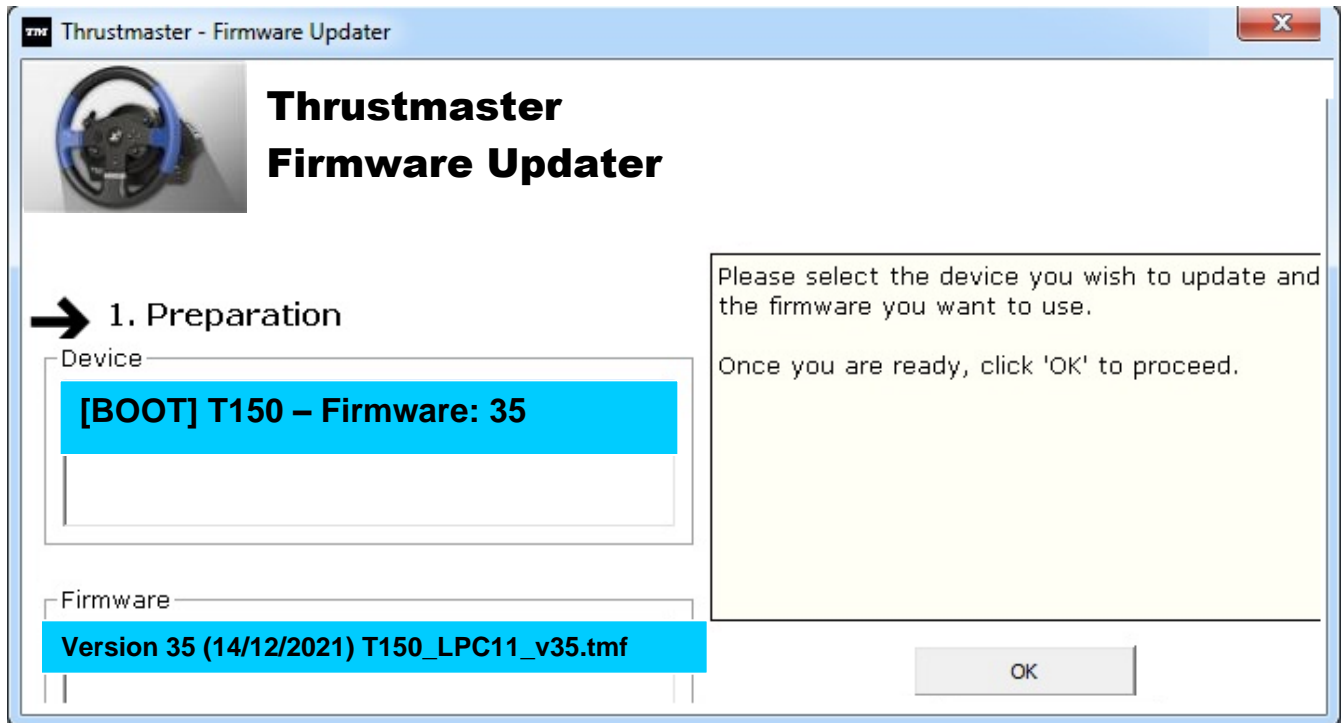 Thrustmaster - Firmware Updater
Thrustmaster
Firmware Updater
1. Preparation
Device
[BOOT] T150 – Firmware: 35
Firmware
Version 35 (14/12/2021) T150_LPC11_v35.tmf
Please select the device you wish to update and
the firmware you want to use.
Once you are ready, click 'OK' to proceed.
OK